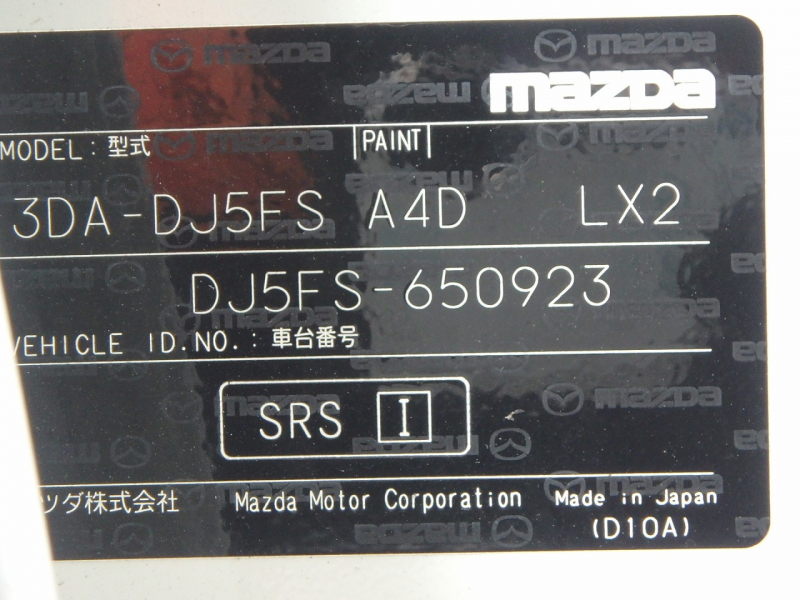 mazda
MODEL: 型式 PAINT
3DA-DJ5FS A4D LX2
DJ5FS-650923
VEHICLE ID.NO.: 車台番号
SRS I
ツダ株式会社 Mazda Motor Corporation Made in Japan
(D10A)